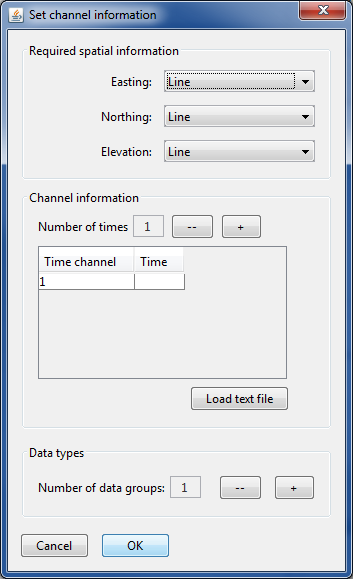 Set channel information
Required spatial information
Easting: Line
Northing: Line
Elevation: Line
Channel information
Number of times 1 -- +
Time channel Time
1
Load text file
Data types
Number of data groups: 1 -- +
Cancel OK